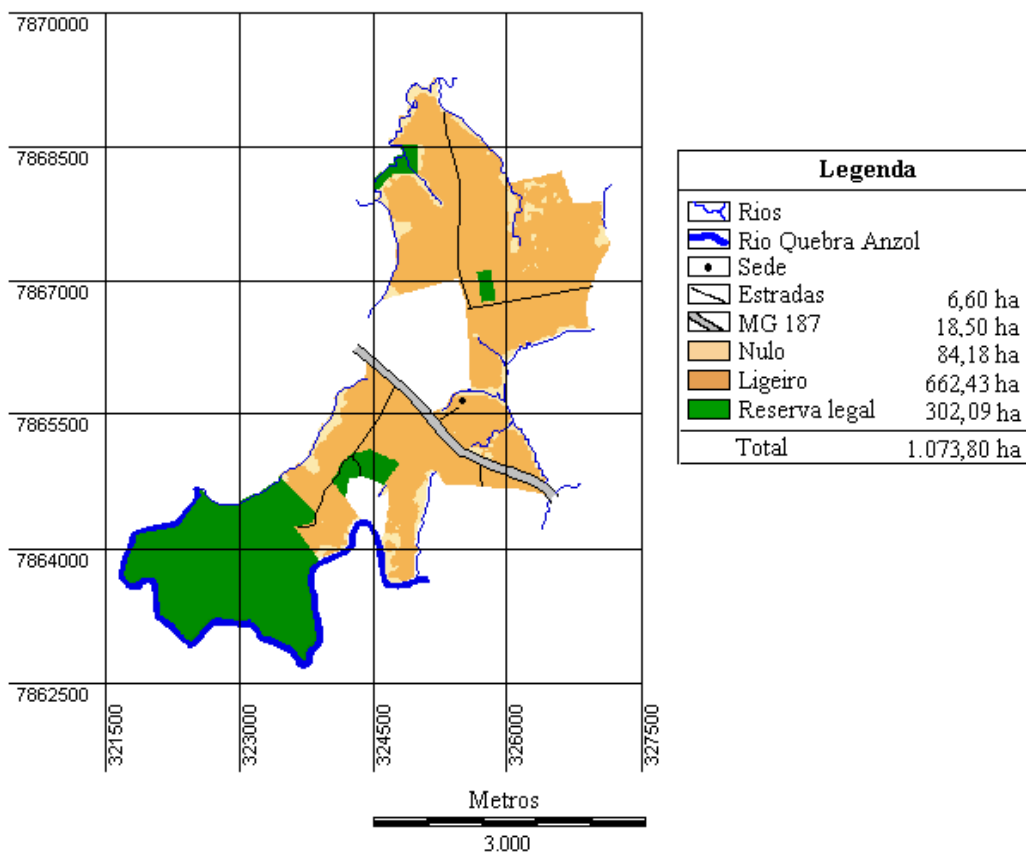 7870000
7868500
7867000
7865500
7864000
7862500
321500
323000
324500
326000
327500
Metros
3.000
Legenda
Rios
Rio Quebra Anzol
Sede
Estradas 6,60 ha
MG 187 18,50 ha
Nulo 84,18 ha
Ligeiro 662,43 ha
Reserva legal 302,09 ha
Total 1.073,80 ha